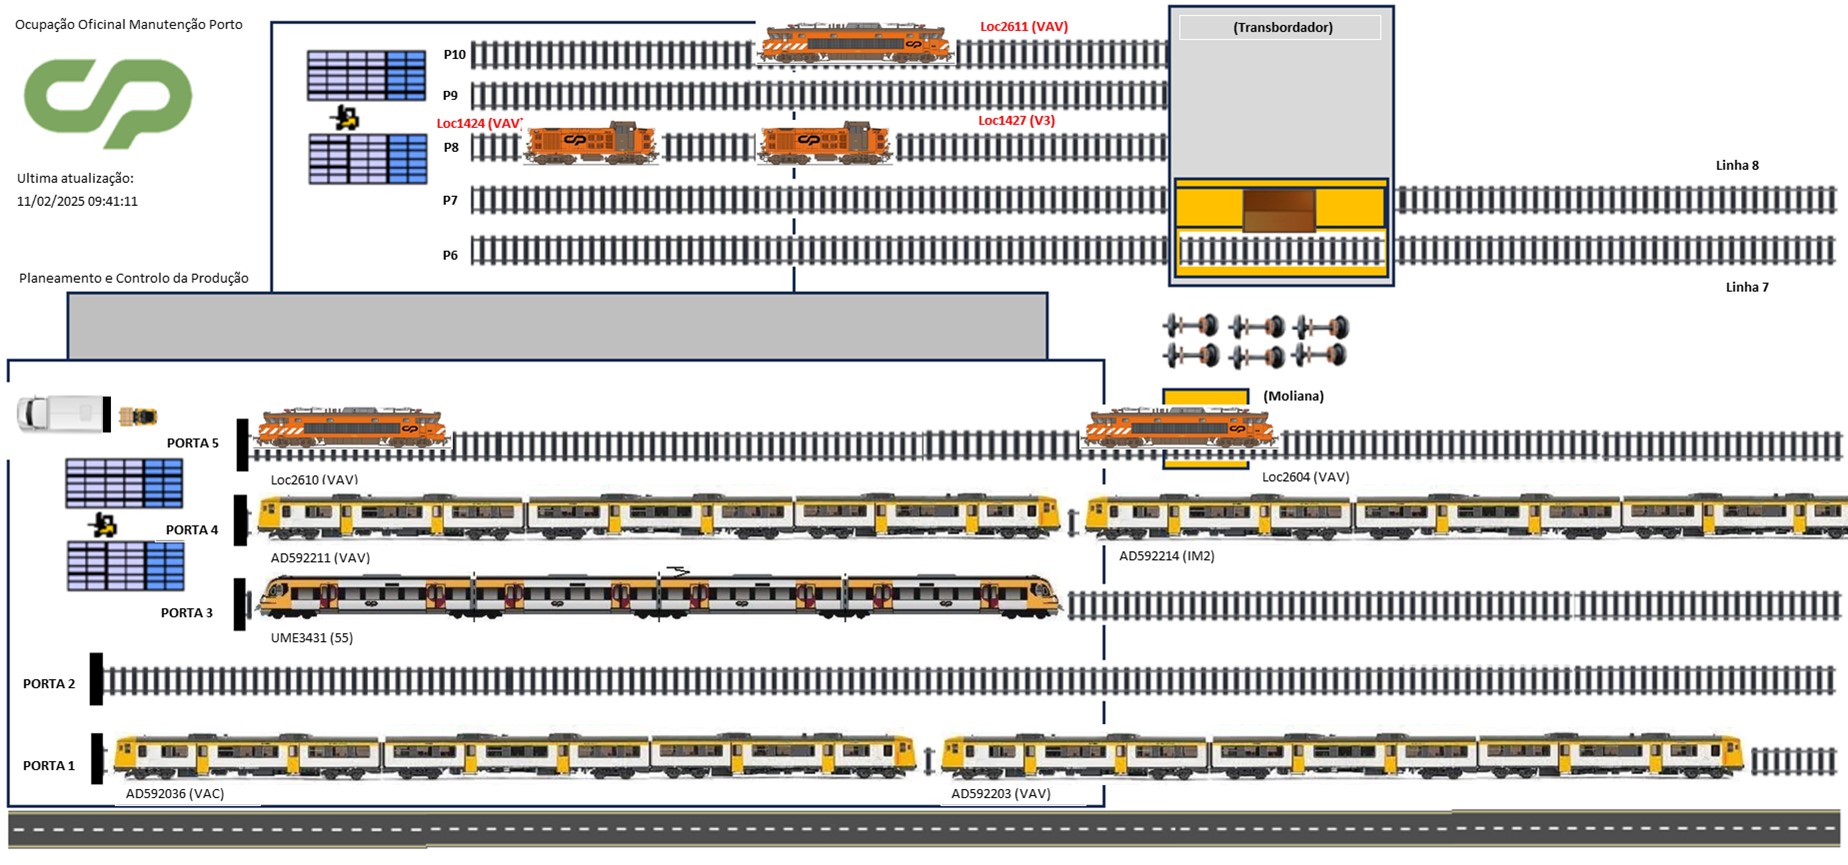 Ocupação Oficinal Manutenção Porto
Ultima atualização:
11/02/2025 09:41:11
Planeamento e Controlo da Produção
P10
Loc2611 (VAV)
(Transbordador)
P9
Loc1424 (VAV)
Loc1427 (V3)
P8
P7
Linha 8
P6
Linha 7
(Moliana)
PORTA 5
Loc2610 (VAV)
Loc2604 (VAV)
PORTA 4
AD592211 (VAV)
AD592214 (IM2)
PORTA 3
UME3431 (55)
PORTA 2
PORTA 1
AD592036 (VAC)
AD592203 (VAV)